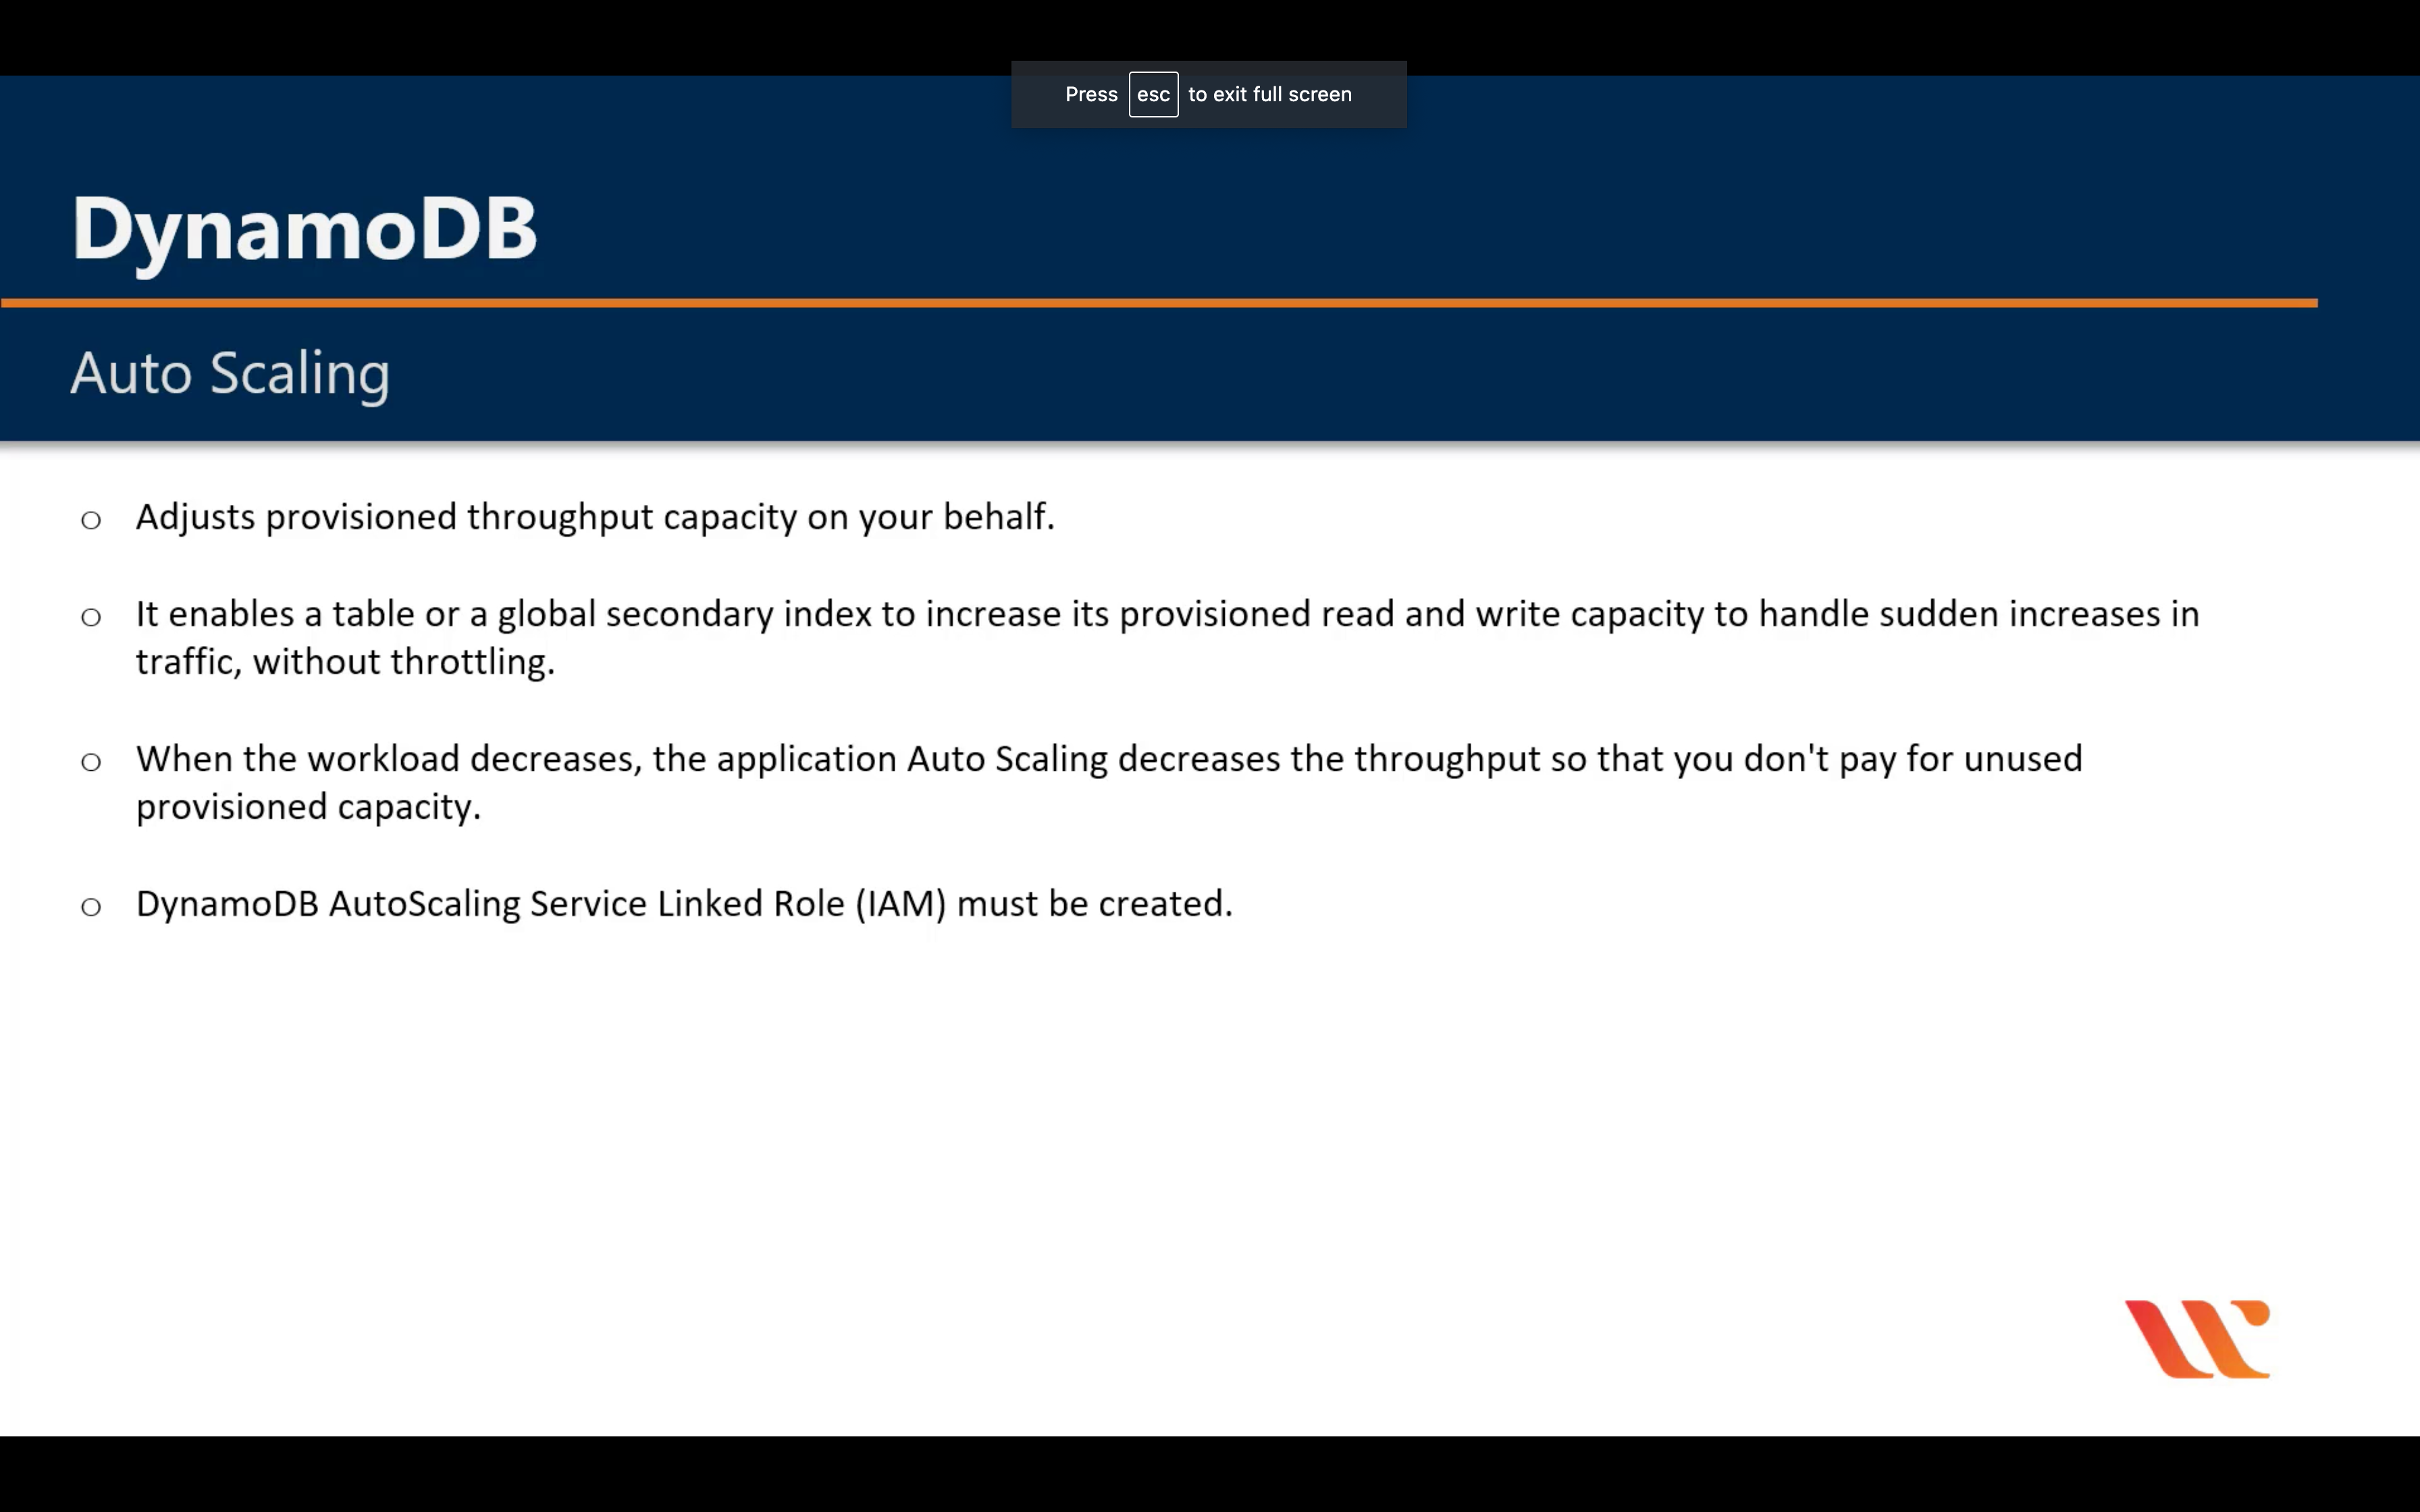 Press esc to exit full screen
DynamoDB
Auto Scaling
o Adjusts provisioned throughput capacity on your behalf.
o It enables a table or a global secondary index to increase its provisioned read and write capacity to handle sudden increases in
traffic, without throttling.
o When the workload decreases, the application Auto Scaling decreases the throughput so that you don't pay for unused
provisioned capacity.
o DynamoDB AutoScaling Service Linked Role (IAM) must be created.